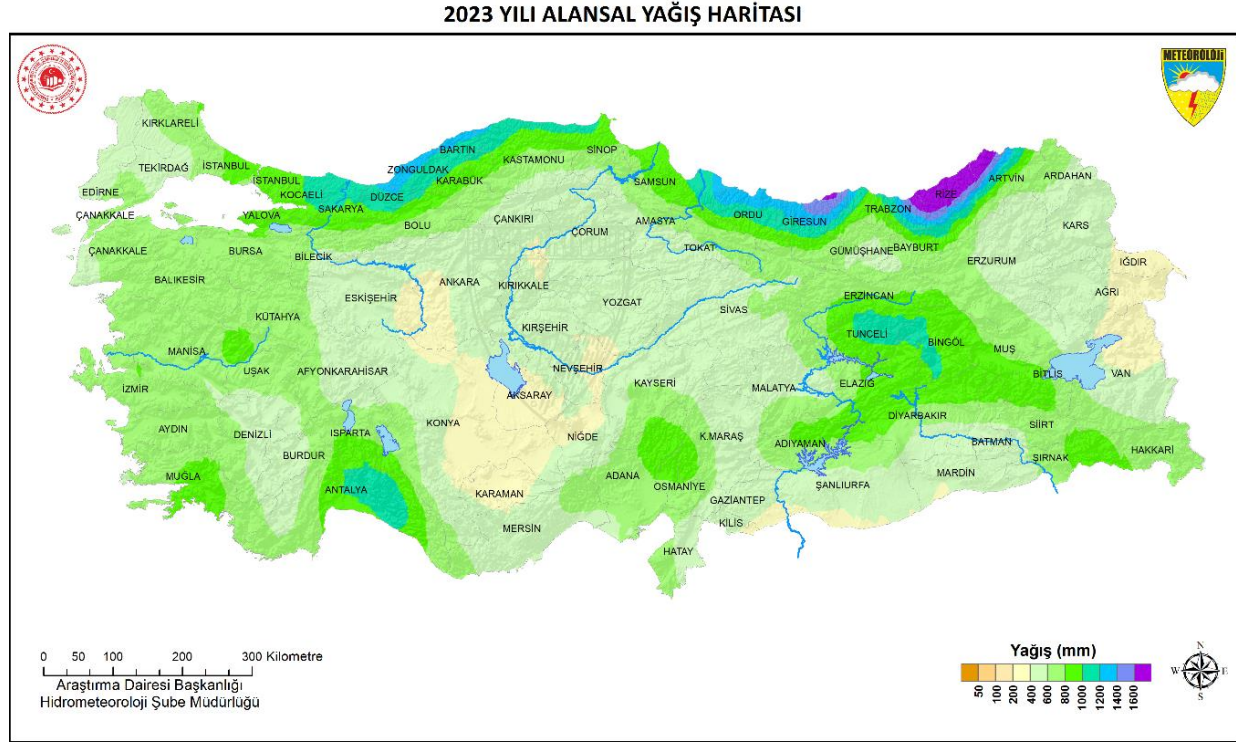 2023 YILI ALANSAL YAĞIŞ HARİTASI
METEOROLOJİ
KIRKLARELİ
TEKİRDAĞ
İSTANBUL
EDİRNE
İSTANBUL
KOCAELİ
ÇANAKKALE
YALOVA
SAKARYA
DÜZCE
ZONGULDAK
BARTIN
KARABÜK
KASTAMONU
SİNOP
SAMSUN
ORDU
GİRESUN
TRABZON
RİZE
ARTVİN
ARDAHAN
ÇANAKKALE
BURSA
BİLECİK
BOLU
ÇANKIRI
ÇORUM
AMASYA
TOKAT
GÜMÜŞHANE
BAYBURT
ERZURUM
KARS
IĞDIR
BALIKESİR
ESKİŞEHİR
ANKARA
KIRIKKALE
YOZGAT
SİVAS
ERZİNCAN
AĞRI
KÜTAHYA
KIRŞEHİR
TUNCELİ
BİNGÖL
MUŞ
MANİSA
UŞAK
AFYONKARAHİSAR
NEVŞEHİR
KAYSERİ
MALATYA
ELAZIĞ
BİTLİS
VAN
İZMİR
AKSARAY
AYDIN
DENİZLİ
ISPARTA
KONYA
NİĞDE
K.MARAŞ
ADIYAMAN
DİYARBAKIR
BATMAN
SİİRT
HAKKARİ
BURDUR
ŞIRNAK
MUĞLA
ANTALYA
KARAMAN
ADANA
OSMANİYE
GAZİANTEP
ŞANLIURFA
MARDİN
MERSİN
KİLİS
HATAY
0 50 100 200 300 Kilometre
Araştırma Dairesi Başkanlığı
Hidrometeoroloji Şube Müdürlüğü
Yağış (mm)
50 100 200 400 600 800 1000 1200 1400 1600
N
W E
S